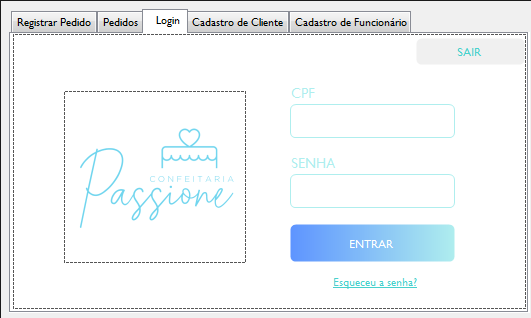 Registrar Pedido Pedidos Login Cadastro de Cliente Cadastro de Funcionário
SAIR
CONFEITARIA
Passione
CPF
SENHA
ENTRAR
Esqueceu a senha?